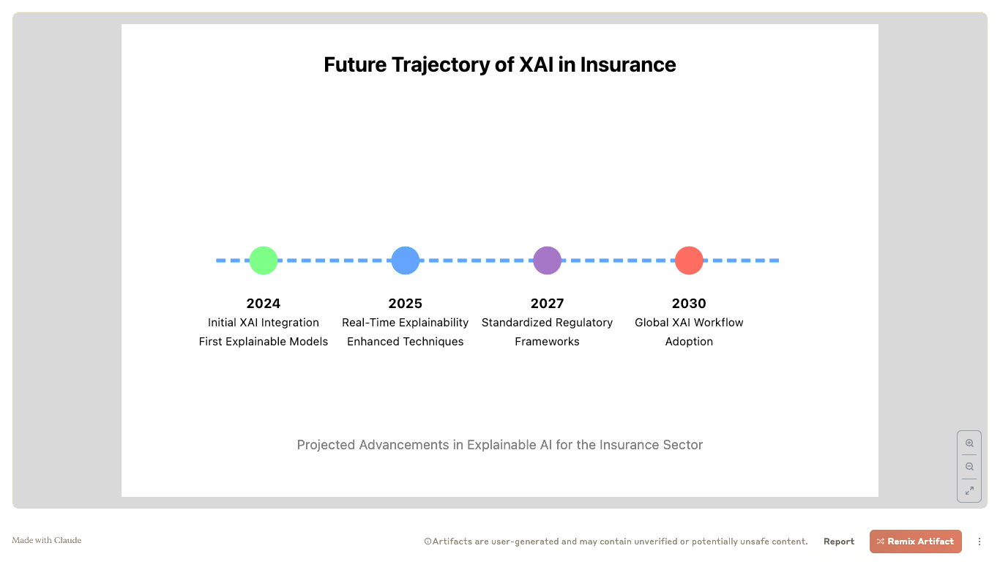 Future Trajectory of XAI in Insurance
2024
Initial XAI Integration
First Explainable Models
2025
Real-Time Explainability
Enhanced Techniques
2027
Standardized Regulatory
Frameworks
2030
Global XAI Workflow
Adoption
Projected Advancements in Explainable AI for the Insurance Sector
Made with Claude
Artifacts are user-generated and may contain unverified or potentially unsafe content.
Report
Remix Artifact